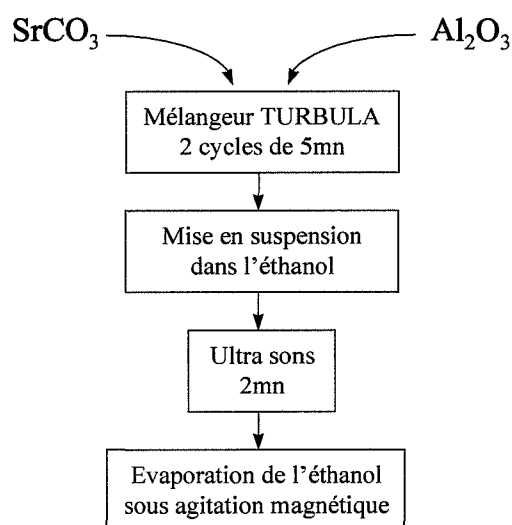 SrCO₃
Al₂O₃
Mélangeur TURBULA
2 cycles de 5mn
Mise en suspension
dans l'éthanol
Ultra sons
2mn
Evaporation de l'éthanol
sous agitation magnétique